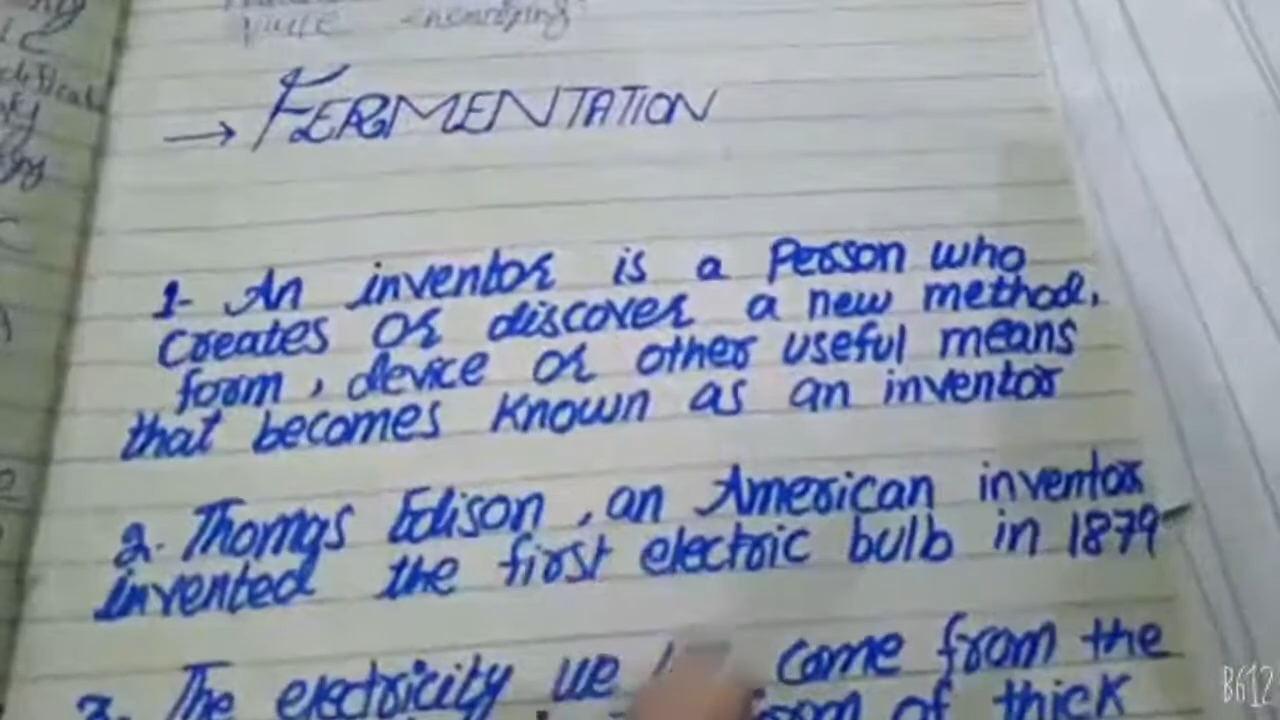 → FERMENTATION
1- An inventor is a Person who
creates or discover a new method,
form, device or other useful means
that becomes known as an inventor
2. Thomas Edison, an American inventor
invented the first electric bulb in 1879
3. The electricity we come from the
of thick
B612